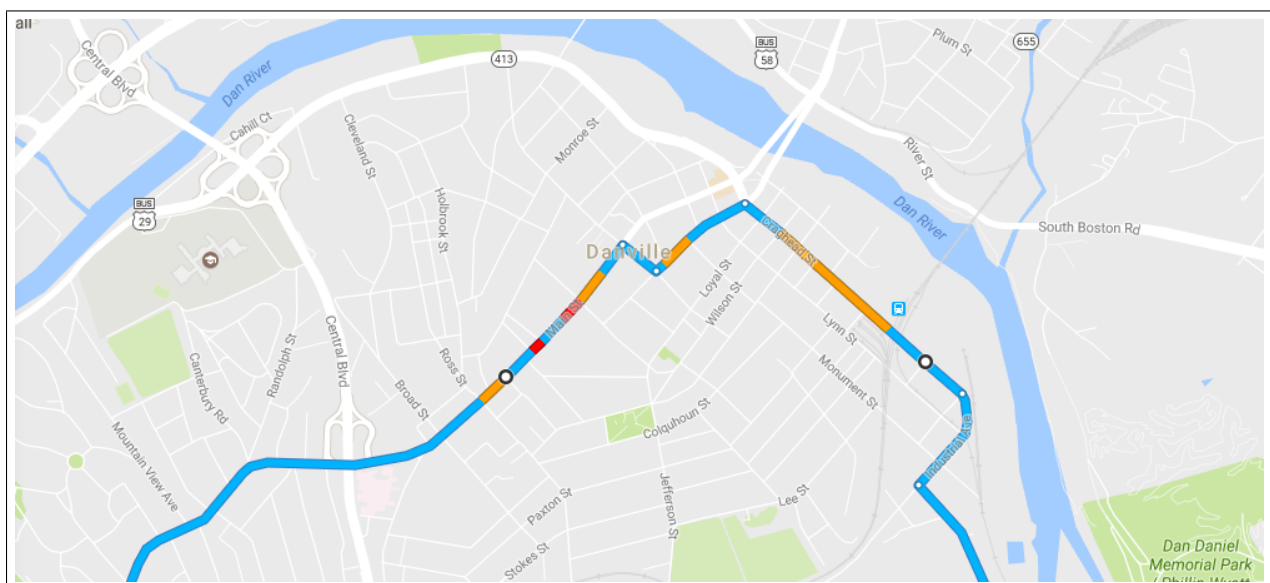 all
Central Blvd
Dan River
413
BUS
58
Plum St
655
Cahill Ct
Cleveland St
Monroe St
River St
Holbrook St
BUS
29
Dan River
South Boston Rd
Danville
Craghead St
Loyal St
Wilson St
Main St
Lynn St
Central Blvd
Randolph St
Ross St
Canterbury Rd
Broad St
Monument St
Colquhoun St
Mountain View Ave
Industrial Ave
Jefferson St
Lee St
Paxton St
Stokes St
Dan Daniel
Memorial Park
/ Phillip Wyatt